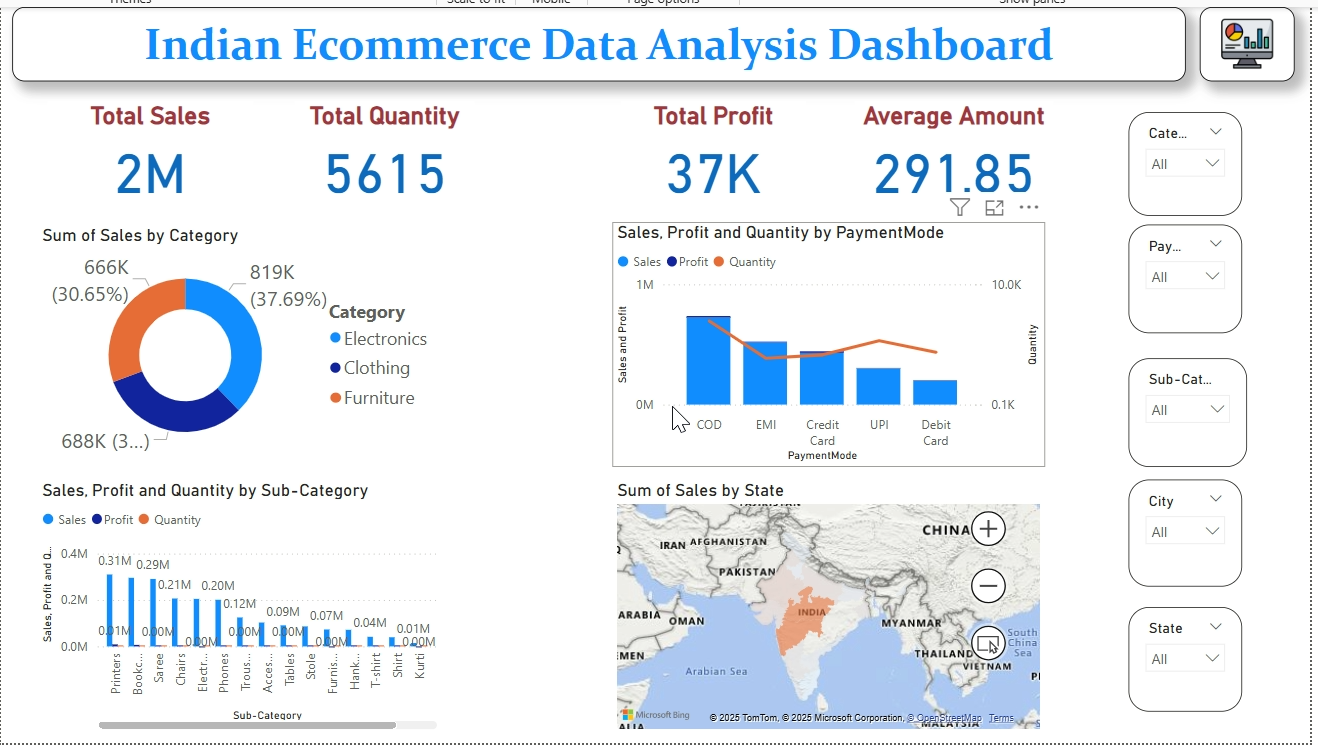 Themes Scale to fit Mobile Page options Show panes
Indian Ecommerce Data Analysis Dashboard
Total Sales
2M
Total Quantity
5615
Total Profit
37K
Average Amount
291.85
Cate...
All
Pay...
All
Sub-Cat...
All
City
All
State
All
Sum of Sales by Category
666K
(30.65%)
819K
(37.69%)
688K (3...)
Category
Electronics
Clothing
Furniture
Sales, Profit and Quantity by PaymentMode
Sales Profit Quantity
1M
0M
Sales and Profit
10.0K
0.1K
Quantity
COD
EMI
Credit
Card
UPI
Debit
Card
PaymentMode
Sales, Profit and Quantity by Sub-Category
Sales Profit Quantity
Sales, Profit and Q...
0.4M
0.2M
0.0M
0.31M
0.29M
0.21M
0.20M
0.12M
0.09M
0.07M
0.04M
0.01M
0.01M
0.00M
0.00M
0.00M
0.00M
0.00M
0.00M
Printers
Bookc...
Saree
Chairs
Electr...
Phones
Trous...
Acces...
Tables
Stole
Furnis...
Hank...
T-shirt
Shirt
Kurti
Sub-Category
Sum of Sales by State
CHINA
IRAN
AFGHANISTAN
PAKISTAN
INDIA
ARABIA
OMAN
MYANMAR
EMEN
THAILAND
VIETNAM
South
China
Sea
Arabian Sea
MALAYSIA
Microsoft Bing
© 2025 TomTom, © 2025 Microsoft Corporation, © OpenStreetMap Terms